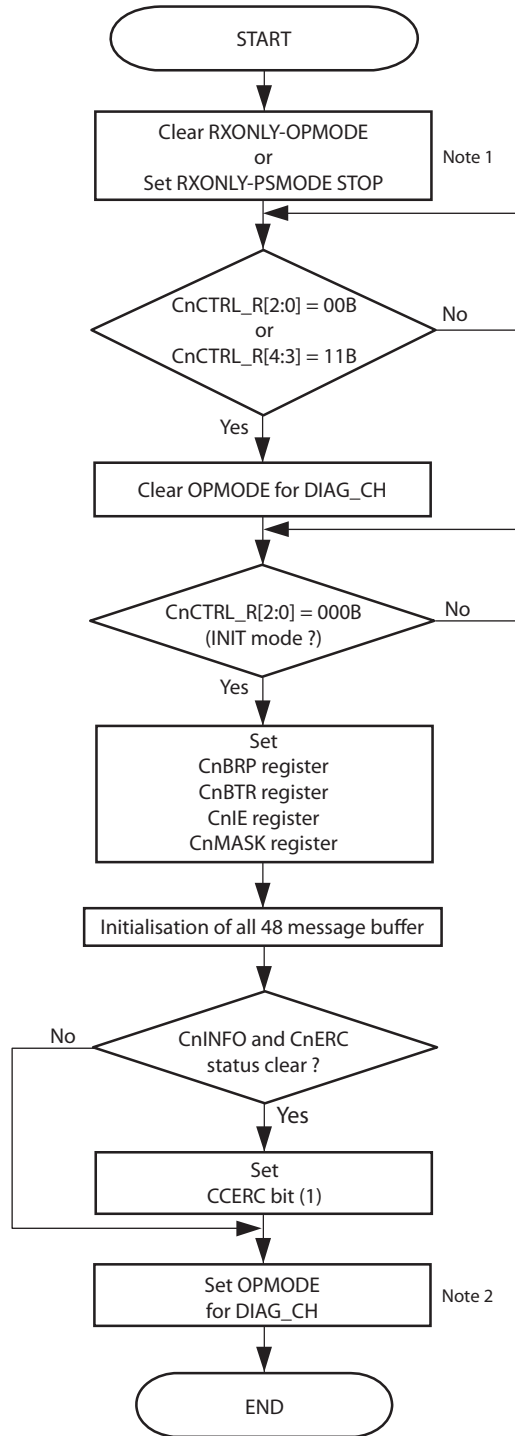 START
Clear RXONLY-OPMODE
or
Set RXONLY-PSMODE STOP
Note 1
CnCTRL_R[2:0] = 00B
or
CnCTRL_R[4:3] = 11B
No
Yes
Clear OPMODE for DIAG_CH
CnCTRL_R[2:0] = 000B
(INIT mode ?)
No
Yes
Set
CnBRP register
CnBTR register
CnIE register
CnMASK register
Initialisation of all 48 message buffer
No
CnINFO and CnERC
status clear ?
Yes
Set
CCERC bit (1)
Set OPMODE
for DIAG_CH
Note 2
END